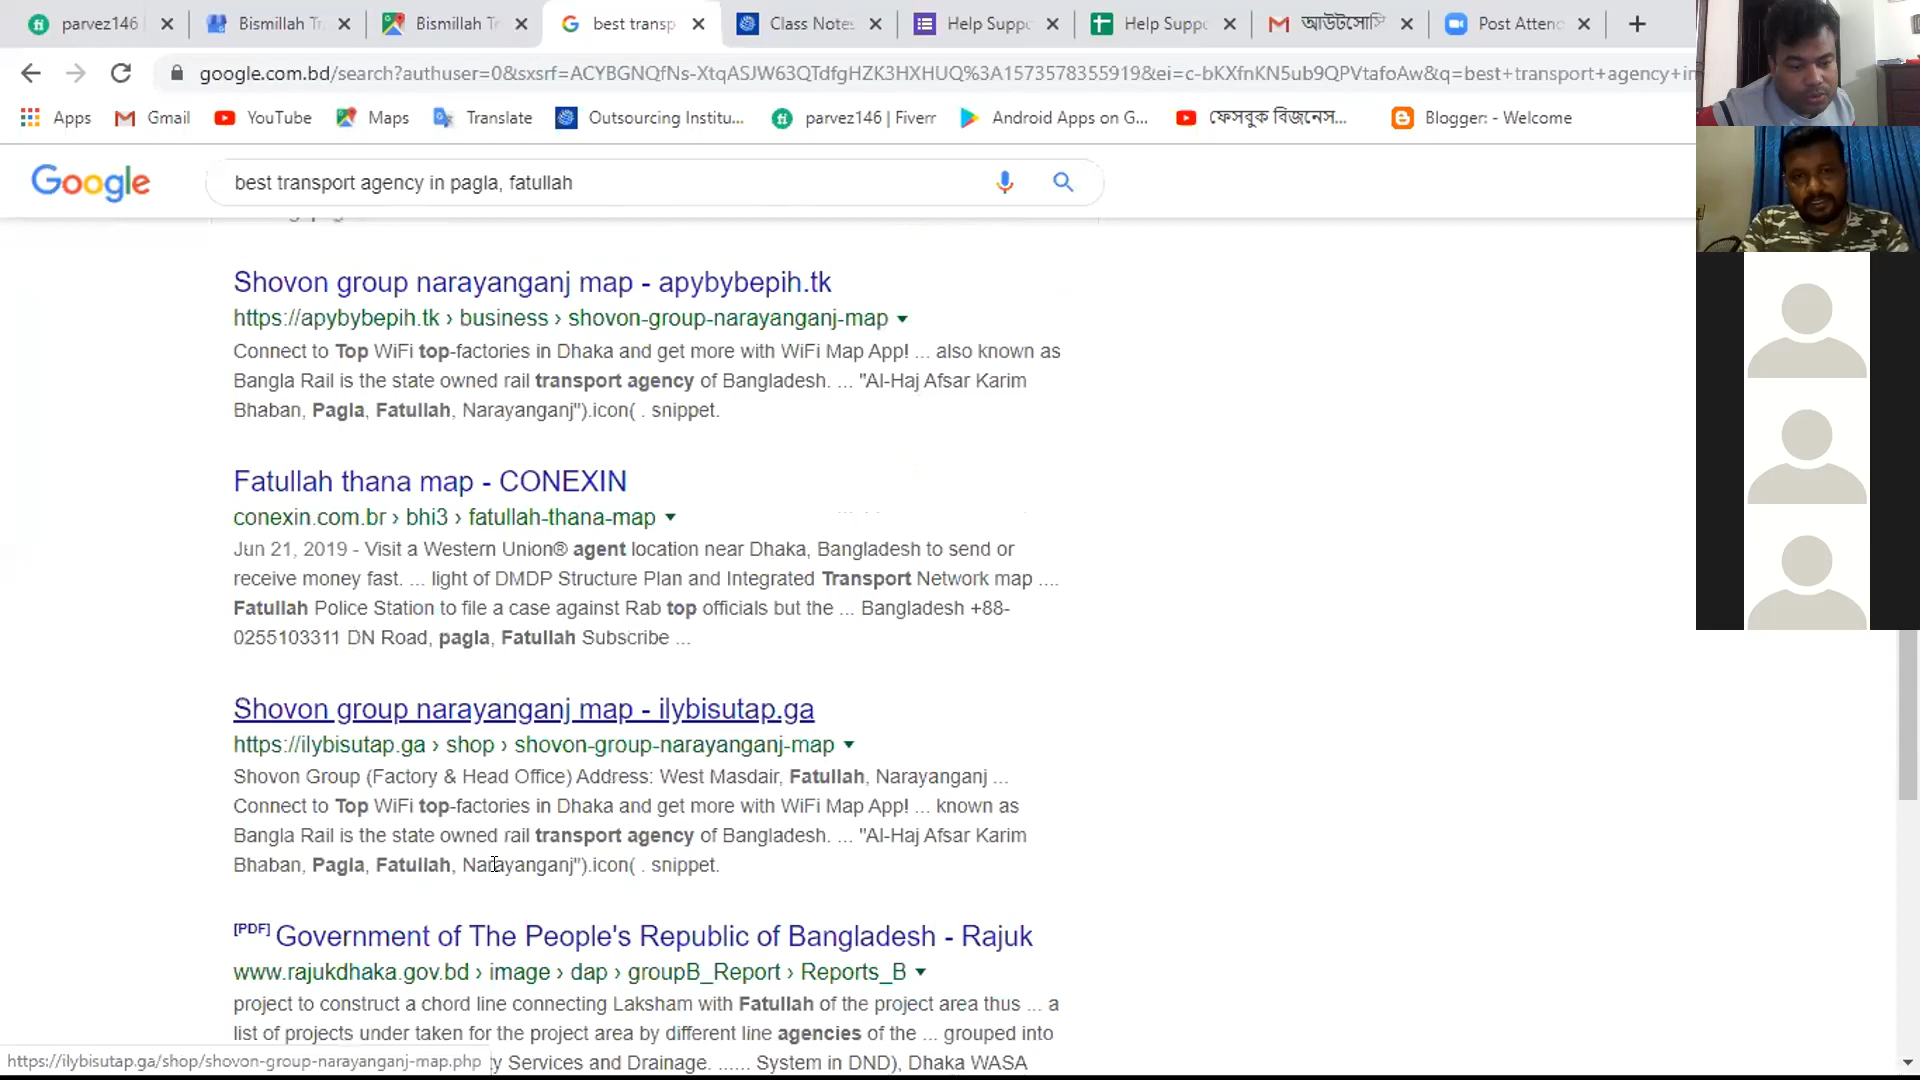 parvez146
Bismillah Tr
Bismillah Tr
best transp
Class Notes
Help Suppo
Help Suppo
আউটসোর্সি
Post Atten
google.com.bd/search?authuser=0&sxsrf=ACYBGNQfNs-XtqASJW63QTdfgHZK3HXHUQ%3A1573578355919&ei=c-bKXfnKN5ub9QPVtafoAw&q=best+transport+agency+in
Apps
Gmail
YouTube
Maps
Translate
Outsourcing Institu...
parvez146 | Fiverr
Android Apps on G...
ফেসবুক বিজনেস...
Blogger: - Welcome
Google
best transport agency in pagla, fatullah
Shovon group narayanganj map - apybybepih.tk
https://apybybepih.tk › business › shovon-group-narayanganj-map
Connect to Top WiFi top-factories in Dhaka and get more with WiFi Map App! ... also known as
Bangla Rail is the state owned rail transport agency of Bangladesh. ... "Al-Haj Afsar Karim
Bhaban, Pagla, Fatullah, Narayanganj").icon( . snippet.
Fatullah thana map - CONEXIN
conexin.com.br › bhi3 › fatullah-thana-map
Jun 21, 2019 - Visit a Western Union® agent location near Dhaka, Bangladesh to send or
receive money fast. ... light of DMDP Structure Plan and Integrated Transport Network map ....
Fatullah Police Station to file a case against Rab top officials but the ... Bangladesh +88-
0255103311 DN Road, pagla, Fatullah Subscribe ...
Shovon group narayanganj map - ilybisutap.ga
https://ilybisutap.ga › shop › shovon-group-narayanganj-map
Shovon Group (Factory & Head Office) Address: West Masdair, Fatullah, Narayanganj ...
Connect to Top WiFi top-factories in Dhaka and get more with WiFi Map App! ... known as
Bangla Rail is the state owned rail transport agency of Bangladesh. ... "Al-Haj Afsar Karim
Bhaban, Pagla, Fatullah, Narayanganj").icon( . snippet.
[PDF] Government of The People's Republic of Bangladesh - Rajuk
www.rajukdhaka.gov.bd › image › dap › groupB_Report › Reports_B
project to construct a chord line connecting Laksham with Fatullah of the project area thus ... a
list of projects under taken for the project area by different line agencies of the ... grouped into
https://ilybisutap.ga/shop/shovon-group-narayanganj-map.php
y Services and Drainage. ...... System in DND), Dhaka WASA